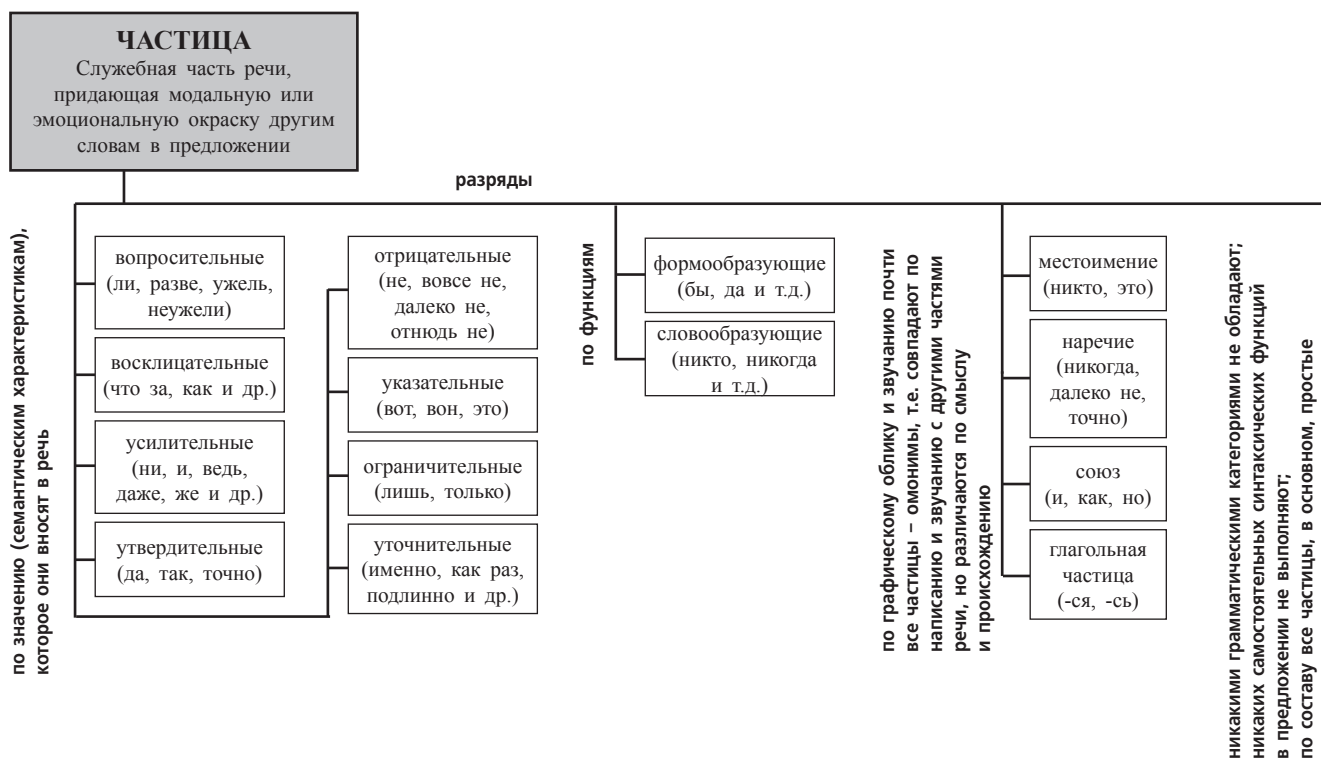 ЧАСТИЦА
Служебная часть речи,
придающая модальную или
эмоциональную окраску другим
словам в предложении
разряды
по значению (семантическим характеристикам),
которое они вносят в речь
вопросительные
(ли, разве, ужель,
неужели)
восклицательные
(что за, как и др.)
усилительные
(ни, и, ведь,
даже, же и др.)
утвердительные
(да, так, точно)
отрицательные
(не, вовсе не,
далеко не,
отнюдь не)
указательные
(вот, вон, это)
ограничительные
(лишь, только)
уточнительные
(именно, как раз,
подлинно и др.)
по функциям
формообразующие
(бы, да и т.д.)
словообразующие
(никто, никогда
и т.д.)
по графическому облику и звучанию почти
все частицы – омонимы, т.е. совпадают по
написанию и звучанию с другими частями
речи, но различаются по смыслу
и происхождению
местоимение
(никто, это)
наречие
(никогда,
далеко не,
точно)
союз
(и, как, но)
глагольная
частица
(-ся, -сь)
никакими грамматическими категориями не обладают;
никаких самостоятельных синтаксических функций
в предложении не выполняют;
по составу все частицы, в основном, простые